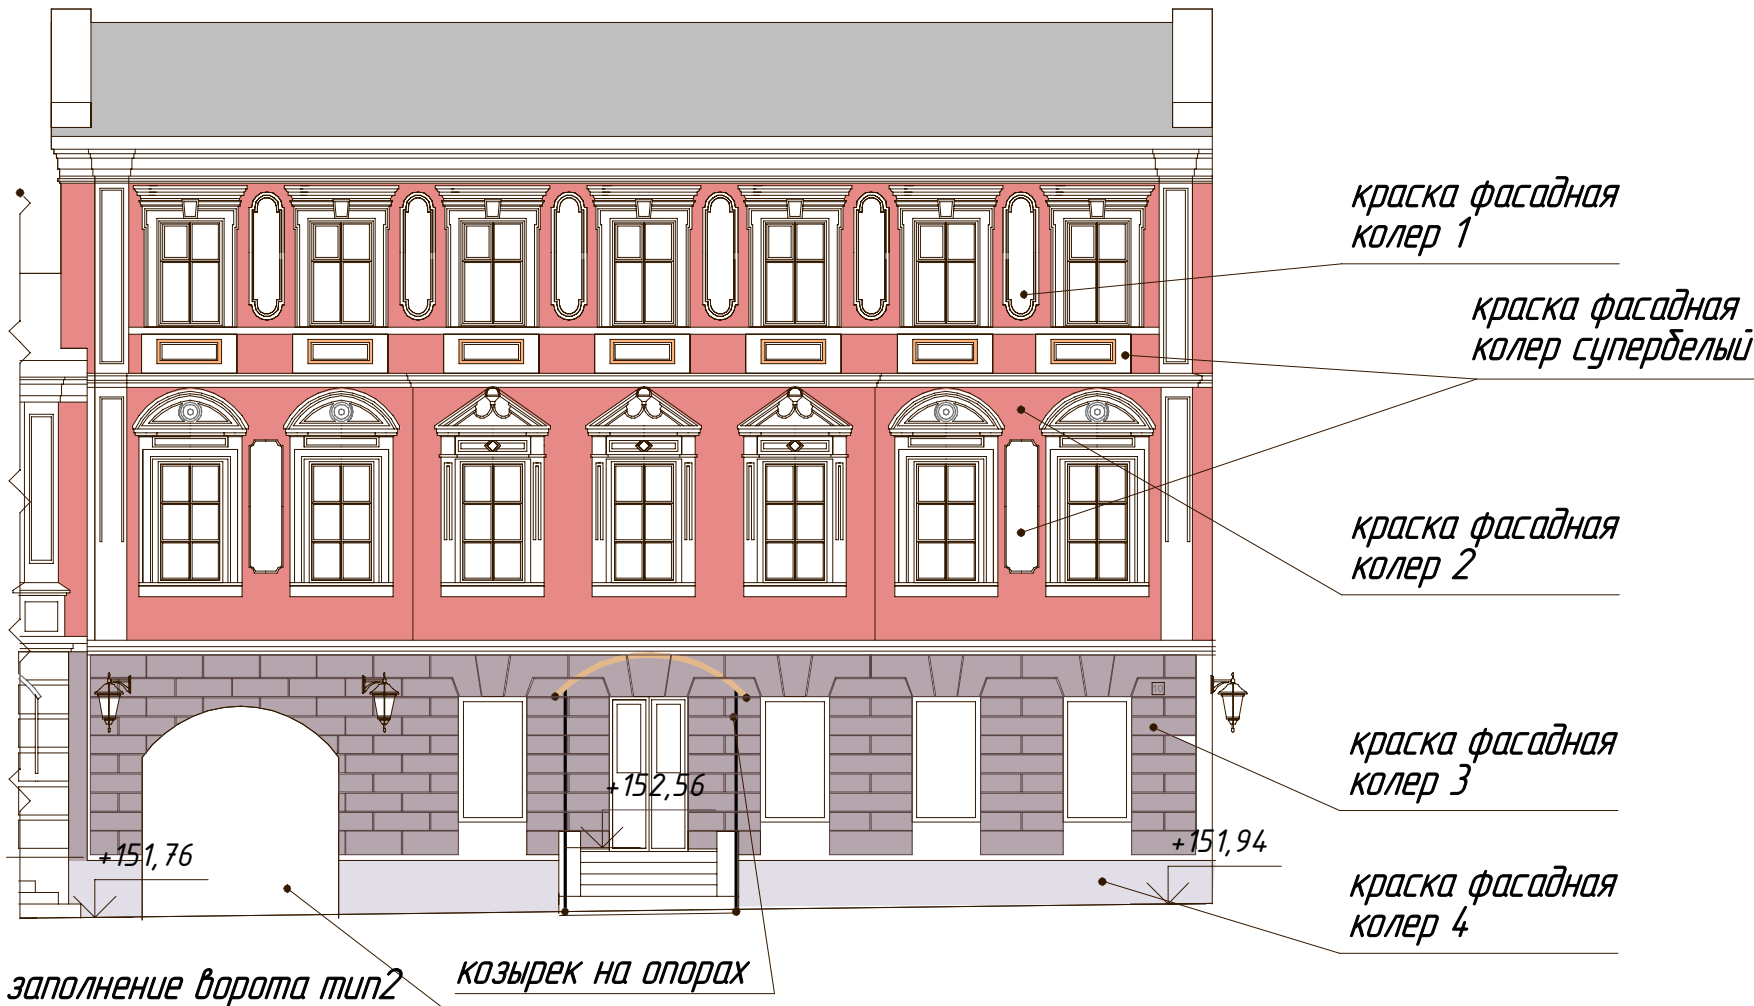 краска фасадная
колер 1
краска фасадная
колер супербелый
краска фасадная
колер 2
10
краска фасадная
колер 3
+152,56
+151,76
+151,94
краска фасадная
колер 4
козырек на опорах
заполнение ворота тип2